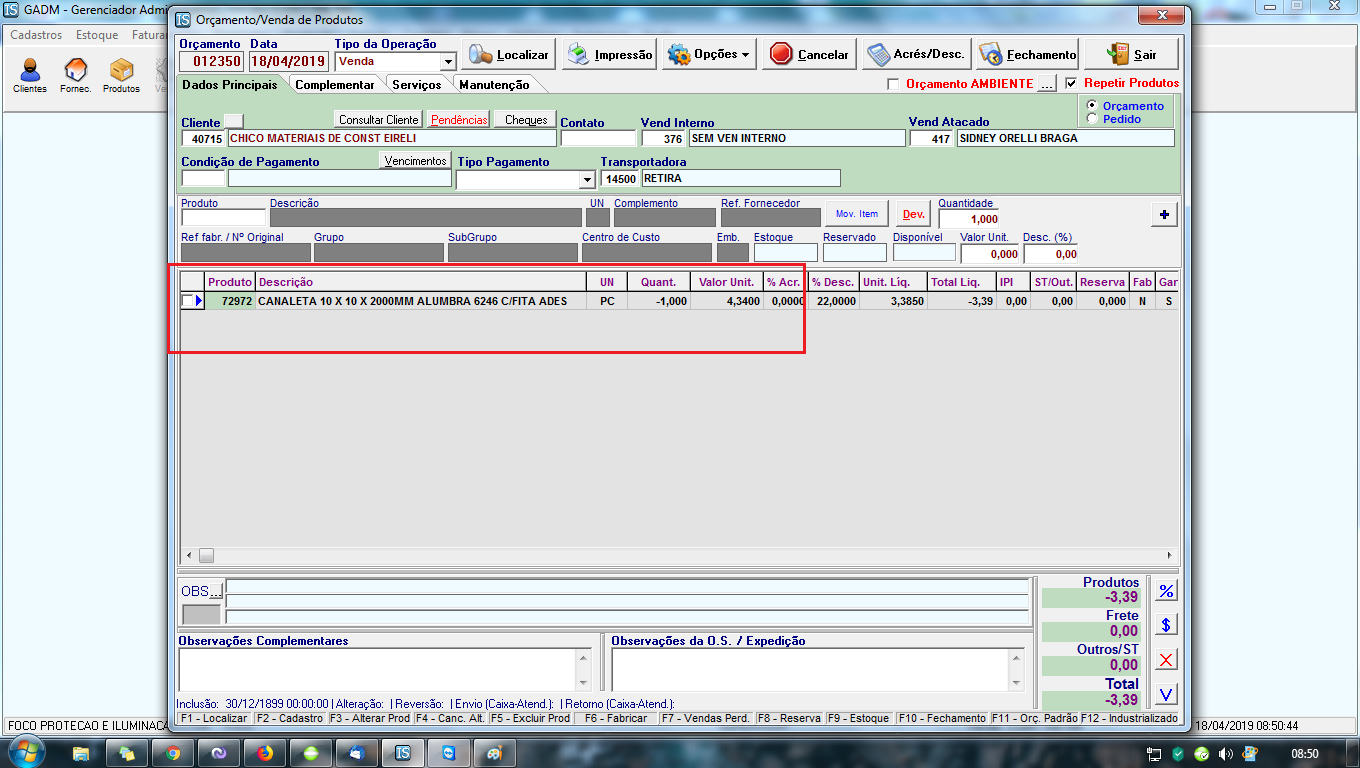 GADM - Gerenciador Admi
Cadastros Estoque Fatura
Clientes Fornec. Produtos
Orçamento/Venda de Produtos
Orçamento Data Tipo da Operação
012350 18/04/2019 Venda
Localizar Impressão Opções Cancelar Acrés/Desc. Fechamento Sair
Dados Principais Complementar Serviços Manutenção
Orçamento AMBIENTE ... Repetir Produtos
Orçamento
Pedido
Cliente Consultar Cliente Pendências Cheques Contato Vend Interno Vend Atacado
40715 CHICO MATERIAIS DE CONST EIRELI 376 SEM VEN INTERNO 417 SIDNEY ORELLI BRAGA
Condição de Pagamento Vencimentos Tipo Pagamento Transportadora
14500 RETIRA
Produto Descrição UN Complemento Ref. Fornecedor Mov. Item Dev. Quantidade
1,000 +
Ref fabr. / Nº Original Grupo SubGrupo Centro de Custo Emb. Estoque Reservado Disponível Valor Unit. Desc. (%)
0,000 0,00
Produto Descrição UN Quant. Valor Unit. % Acr. % Desc. Unit. Líq. Total Liq. IPI ST/Out. Reserva Fab Gar
72972 CANALETA 10 X 10 X 2000MM ALUMBRA 6246 C/FITA ADES PC -1,000 4,3400 0,0000 22,0000 3,3850 -3,39 0,00 0,00 0,000 N S
OBS...
Produtos
-3,39
%
Frete
0,00
$
Outros/ST
0,00
X
Total
-3,39
V
Observações Complementares Observações da O.S. / Expedição
Inclusão: 30/12/1899 00:00:00 | Alteração: | Reversão: | Envio (Caixa-Atend.): | Retorno (Caixa-Atend.):
F1 - Localizar F2 - Cadastro F3 - Alterar Prod F4 - Canc. Alt. F5 - Excluir Prod F6 - Fabricar F7 - Vendas Perd. F8 - Reserva F9 - Estoque F10 - Fechamento F11 - Orç. Padrão F12 - Industrializado
FOCO PROTECAO E ILUMINACA 18/04/2019 08:50:44
08:50